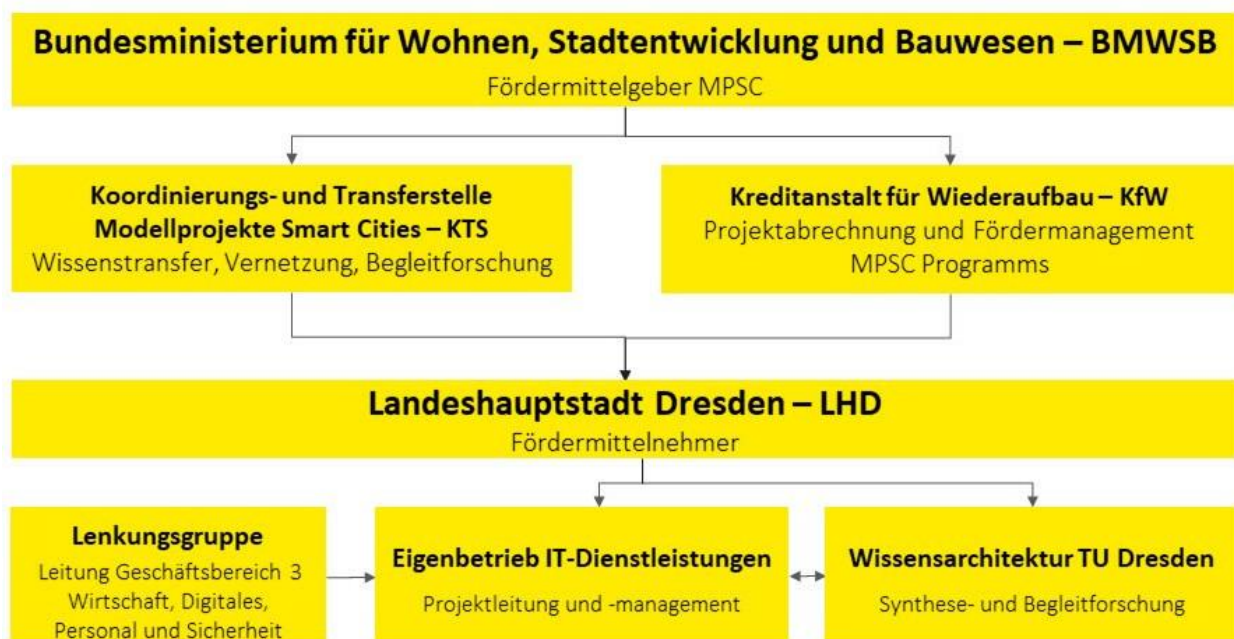 Bundesministerium für Wohnen, Stadtentwicklung und Bauwesen – BMWSB
Fördermittelgeber MPSC
Koordinierungs- und Transferstelle
Modellprojekte Smart Cities – KTS
Wissenstransfer, Vernetzung, Begleitforschung
Kreditanstalt für Wiederaufbau – KfW
Projektabrechnung und Fördermanagement
MPSC Programms
Landeshauptstadt Dresden – LHD
Fördermittelnehmer
Lenkungsgruppe
Leitung Geschäftsbereich 3
Wirtschaft, Digitales,
Personal und Sicherheit
Eigenbetrieb IT-Dienstleistungen
Projektleitung und -management
Wissensarchitektur TU Dresden
Synthese- und Begleitforschung